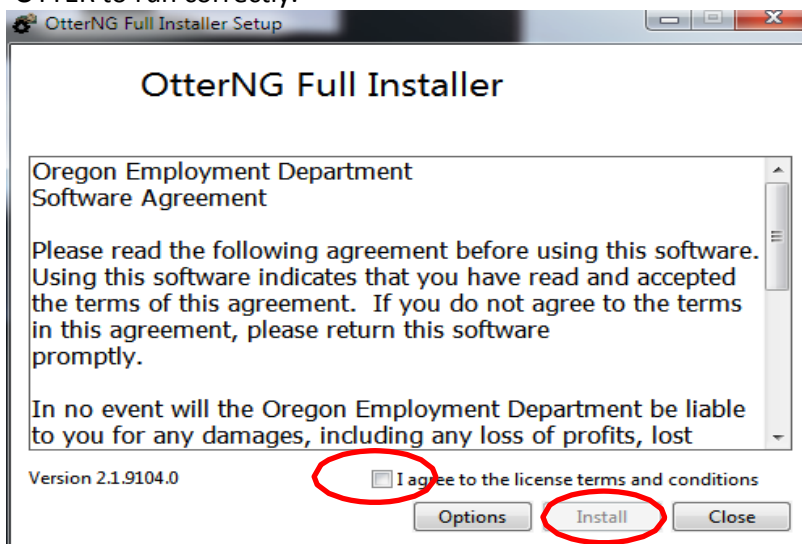 OTTER to run correctly.
OtterNG Full Installer Setup
OtterNG Full Installer
Oregon Employment Department
Software Agreement
Please read the following agreement before using this software.
Using this software indicates that you have read and accepted
the terms of this agreement.  If you do not agree to the terms
in this agreement, please return this software
promptly.
In no event will the Oregon Employment Department be liable
to you for any damages, including any loss of profits, lost
Version 2.1.9104.0
I agree to the license terms and conditions
Options
Install
Close